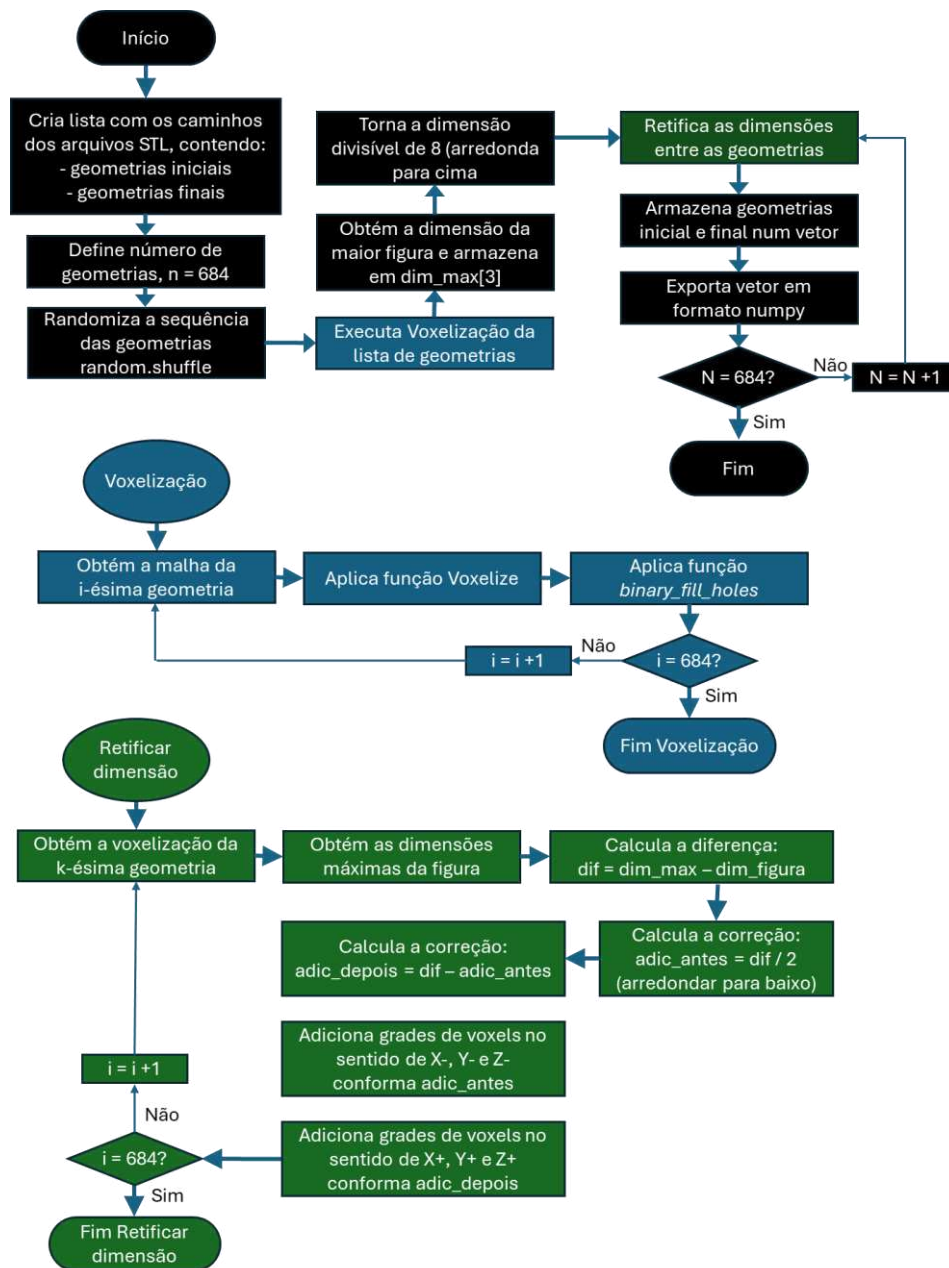 Início
Cria lista com os caminhos
dos arquivos STL, contendo:
- geometrias iniciais
- geometrias finais
Define número de
geometrias, n = 684
Randomiza a sequência
das geometrias
random.shuffle
Executa Voxelização da
lista de geometrias
Obtém a dimensão da
maior figura e armazena
em dim_max[3]
Torna a dimensão
divisível de 8 (arredonda
para cima
Retifica as dimensões
entre as geometrias
Armazena geometrias
inicial e final num vetor
Exporta vetor em
formato numpy
N = 684?
Não
N = N +1
Sim
Fim
Voxelização
Obtém a malha da
i-ésima geometria
Aplica função Voxelize
Aplica função
binary_fill_holes
i = 684?
Não
i = i +1
Sim
Fim Voxelização
Retificar
dimensão
Obtém a voxelização da
k-ésima geometria
Obtém as dimensões
máximas da figura
Calcula a diferença:
dif = dim_max – dim_figura
Calcula a correção:
adic_antes = dif / 2
(arredondar para baixo)
Calcula a correção:
adic_depois = dif – adic_antes
Adiciona grades de voxels no
sentido de X-, Y- e Z-
conforma adic_antes
Adiciona grades de voxels no
sentido de X+, Y+ e Z+
conforma adic_depois
i = 684?
Não
i = i +1
Sim
Fim Retificar
dimensão